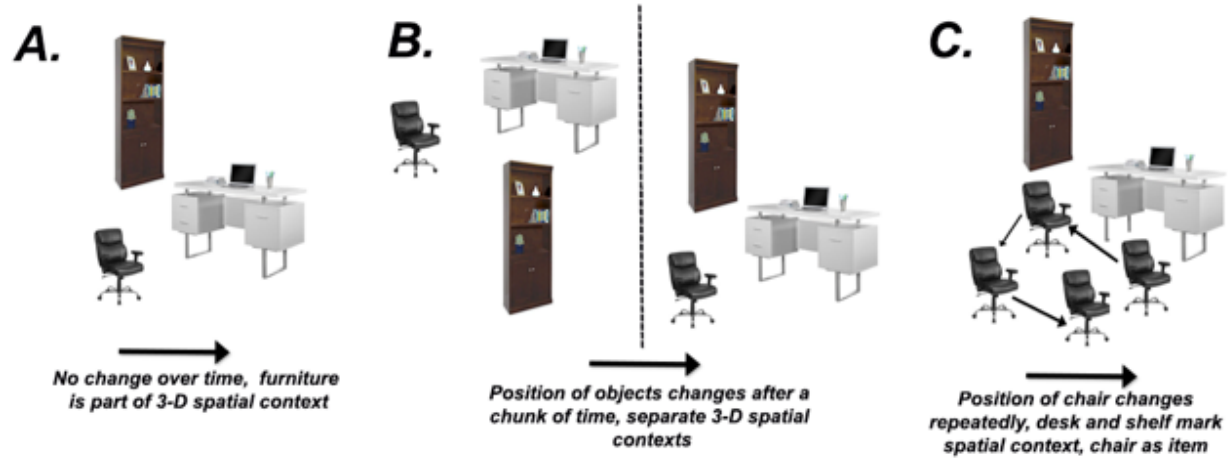 A.
B.
C.
No change over time, furniture
is part of 3-D spatial context
Position of objects changes after a
chunk of time, separate 3-D spatial
contexts
Position of chair changes
repeatedly, desk and shelf mark
spatial context, chair as item